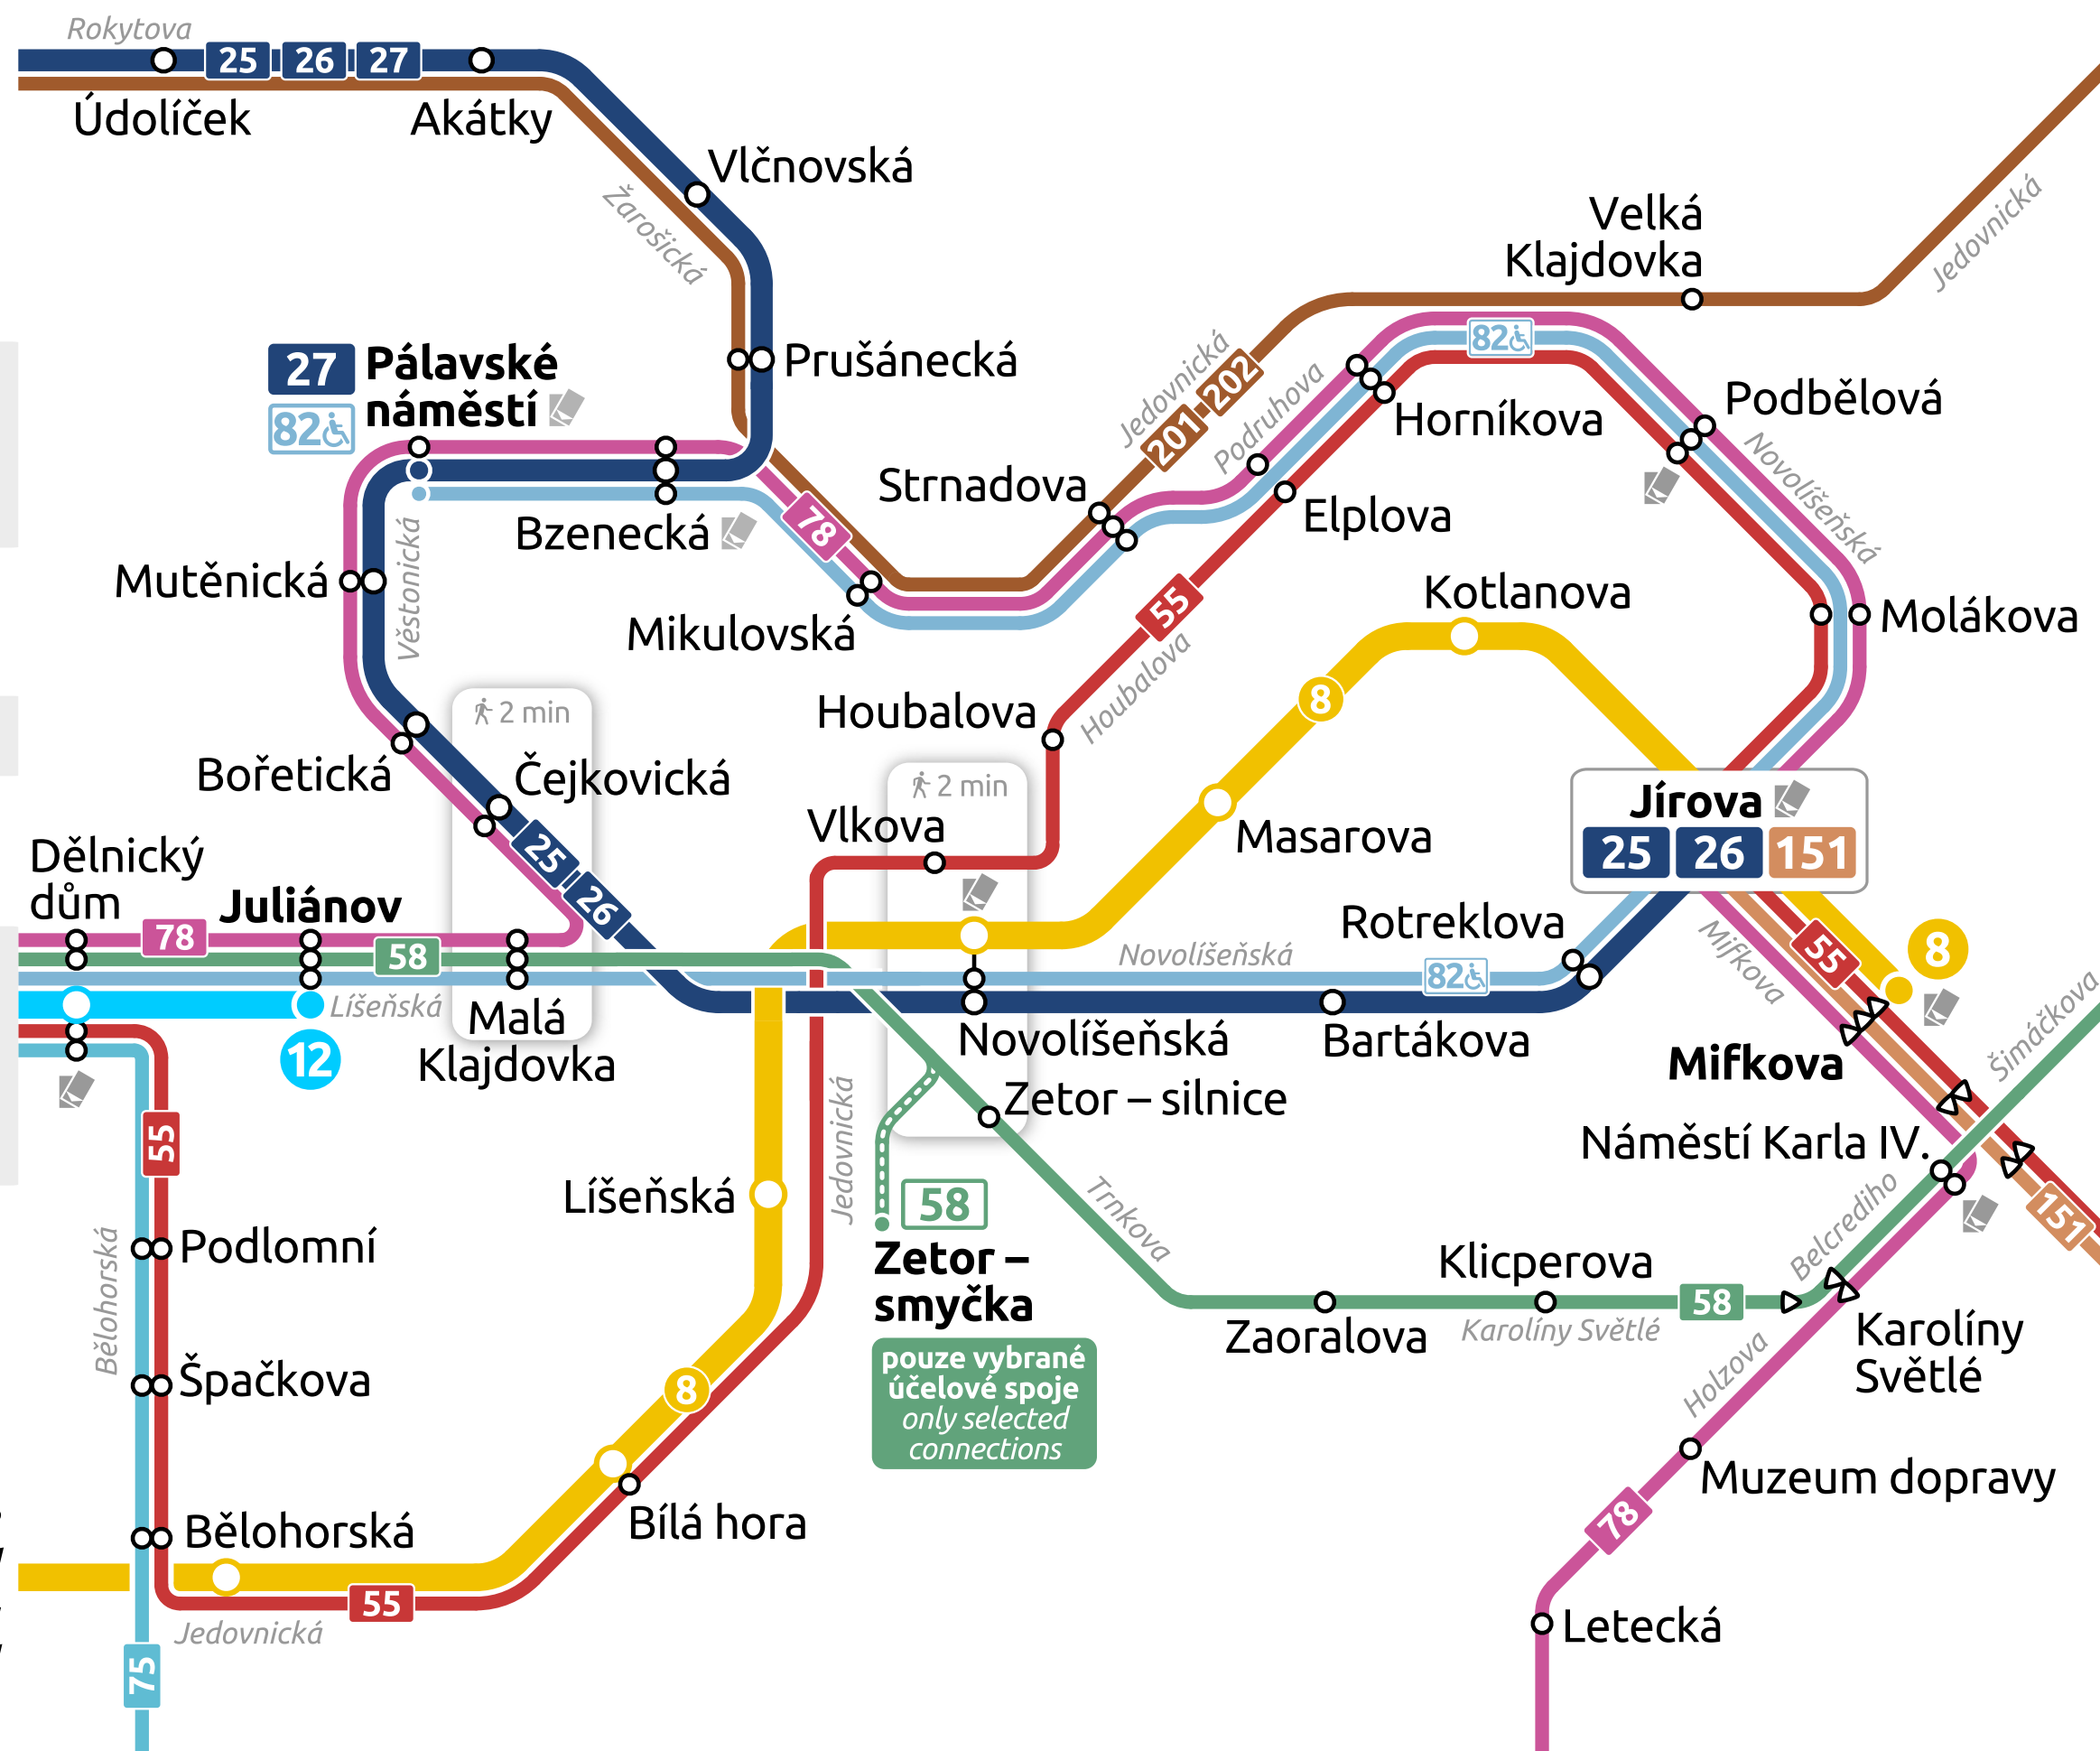 Rokytova
25 26 27
Údolíček
Akátky
Vlčnovská
Žarošická
Velká
Klajdovka
Jedovnická
27
Pálavské
náměstí
82
Prušánecká
Jedovnická
201 202
Podruhova
82
Horníkova
Podbělová
Novolíšeňská
Strnadova
Elplova
Bzenecká
78
Mutěnická
Věstonická
Mikulovská
55
Houbalova
Kotlanova
Molákova
8
2 min
Bořetická
Čejkovická
25 26
Houbalova
2 min
Vlkova
Masarova
Jírova
25 26 151
Dělnický
dům
78
Juliánov
58
Líšeňská
12
Malá
Klajdovka
Novolíšeňská
Rotreklova
82
Novolíšeňská
Bartákova
Mifkova
55
8
Mifkova
Šimáčkova
Zetor – silnice
Náměstí Karla IV.
151
55
Jedovnická
Líšeňská
58
Zetor –
smyčka
pouze vybrané
účelové spoje
only selected
connections
Trnkova
Belcrediho
Klicperova
58
Zaoralova
Karolíny Světlé
Karolíny
Světlé
Holzova
Podlomní
Bělohorská
Špačkova
8
Muzeum dopravy
78
Bělohorská
Bílá hora
55
Jedovnická
75
Letecká